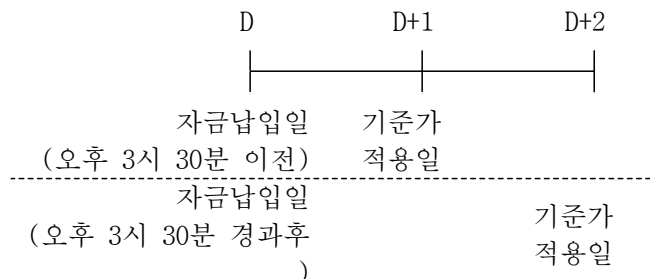 D D+1 D+2
자금납입일 기준가
(오후 3시 30분 이전) 적용일
자금납입일
(오후 3시 30분 경과후
)
기준가
적용일